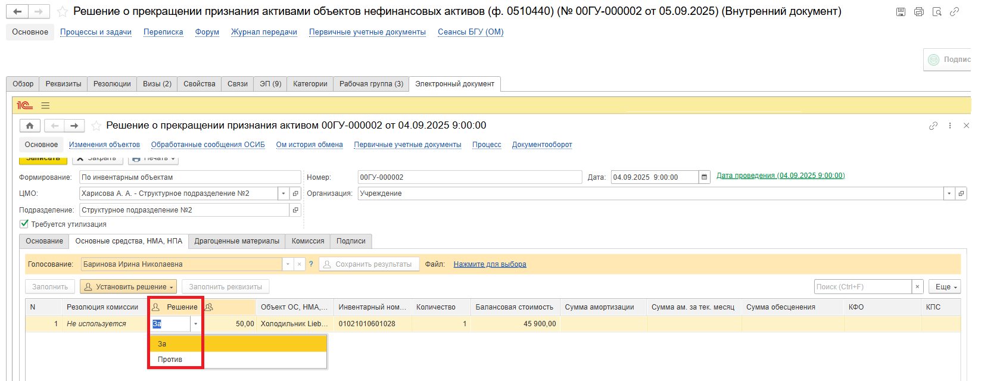 Решение о прекращении признания активами объектов нефинансовых активов (ф. 0510440) (№ 00ГУ-000002 от 05.09.2025) (Внутренний документ)
Основное Процессы и задачи Переписка Форум Журнал передачи Первичные учетные документы Сеансы БГУ (ОМ)
Подпис
Обзор Реквизиты Резолюции Визы (2) Свойства Связи ЭП (9) Категории Рабочая группа (3) Электронный документ
1С
Решение о прекращении признания активом 00ГУ-000002 от 04.09.2025 9:00:00
Основное Изменения объектов Обработанные сообщения ОСИБ Ом история обмена Первичные учетные документы Процесс Документооборот
Записать Закрыть Печать
Формирование: По инвентарным объектам Номер: 00ГУ-000002 Дата: 04.09.2025 9:00:00 Дата проведения (04.09.2025 9:00:00)
ЦМО: Харисова А. А. - Структурное подразделение №2 Организация: Учреждение
Подразделение: Структурное подразделение №2
Требуется утилизация
Основание Основные средства, НМА, НПА Драгоценные материалы Комиссия Подписи
Голосование: Баринова Ирина Николаевна ? Сохранить результаты Файл: Нажмите для выбора
Заполнить Установить решение Заполнить реквизиты Поиск (Ctrl+F) × Еще
N Резолюция комиссии Решение Объект ОС, НМА,... Инвентарный ном... Количество Балансовая стоимость Сумма амортизации Сумма ам. за тек. месяц Сумма обесценения КФО КПС
1 Не используется За 50,00 Холодильник Lieb... 01021010601028 1 45 900,00
За
Против